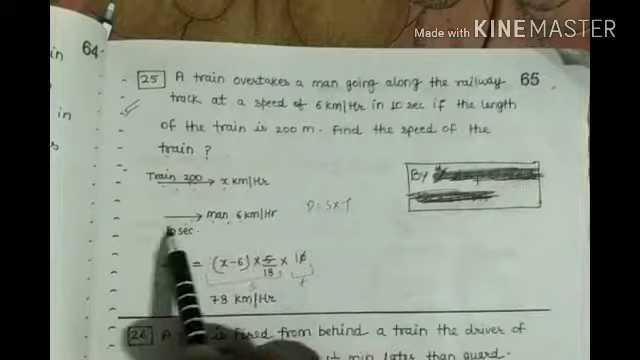 Made with KINEMASTER
in 64
65
25 A train overtakes a man going along the railway
track at a speed of 6 km/Hr in 10 sec if the length
in
of the train is 200 m. Find the speed of the
train ?
Train 200 x km/Hr
By
man 6 km/Hr D = S x T
sec.
= (x-6) x 5/18 x 10
s t
78 km/Hr
26 A is fired from behind a train the driver of
min later than guard.